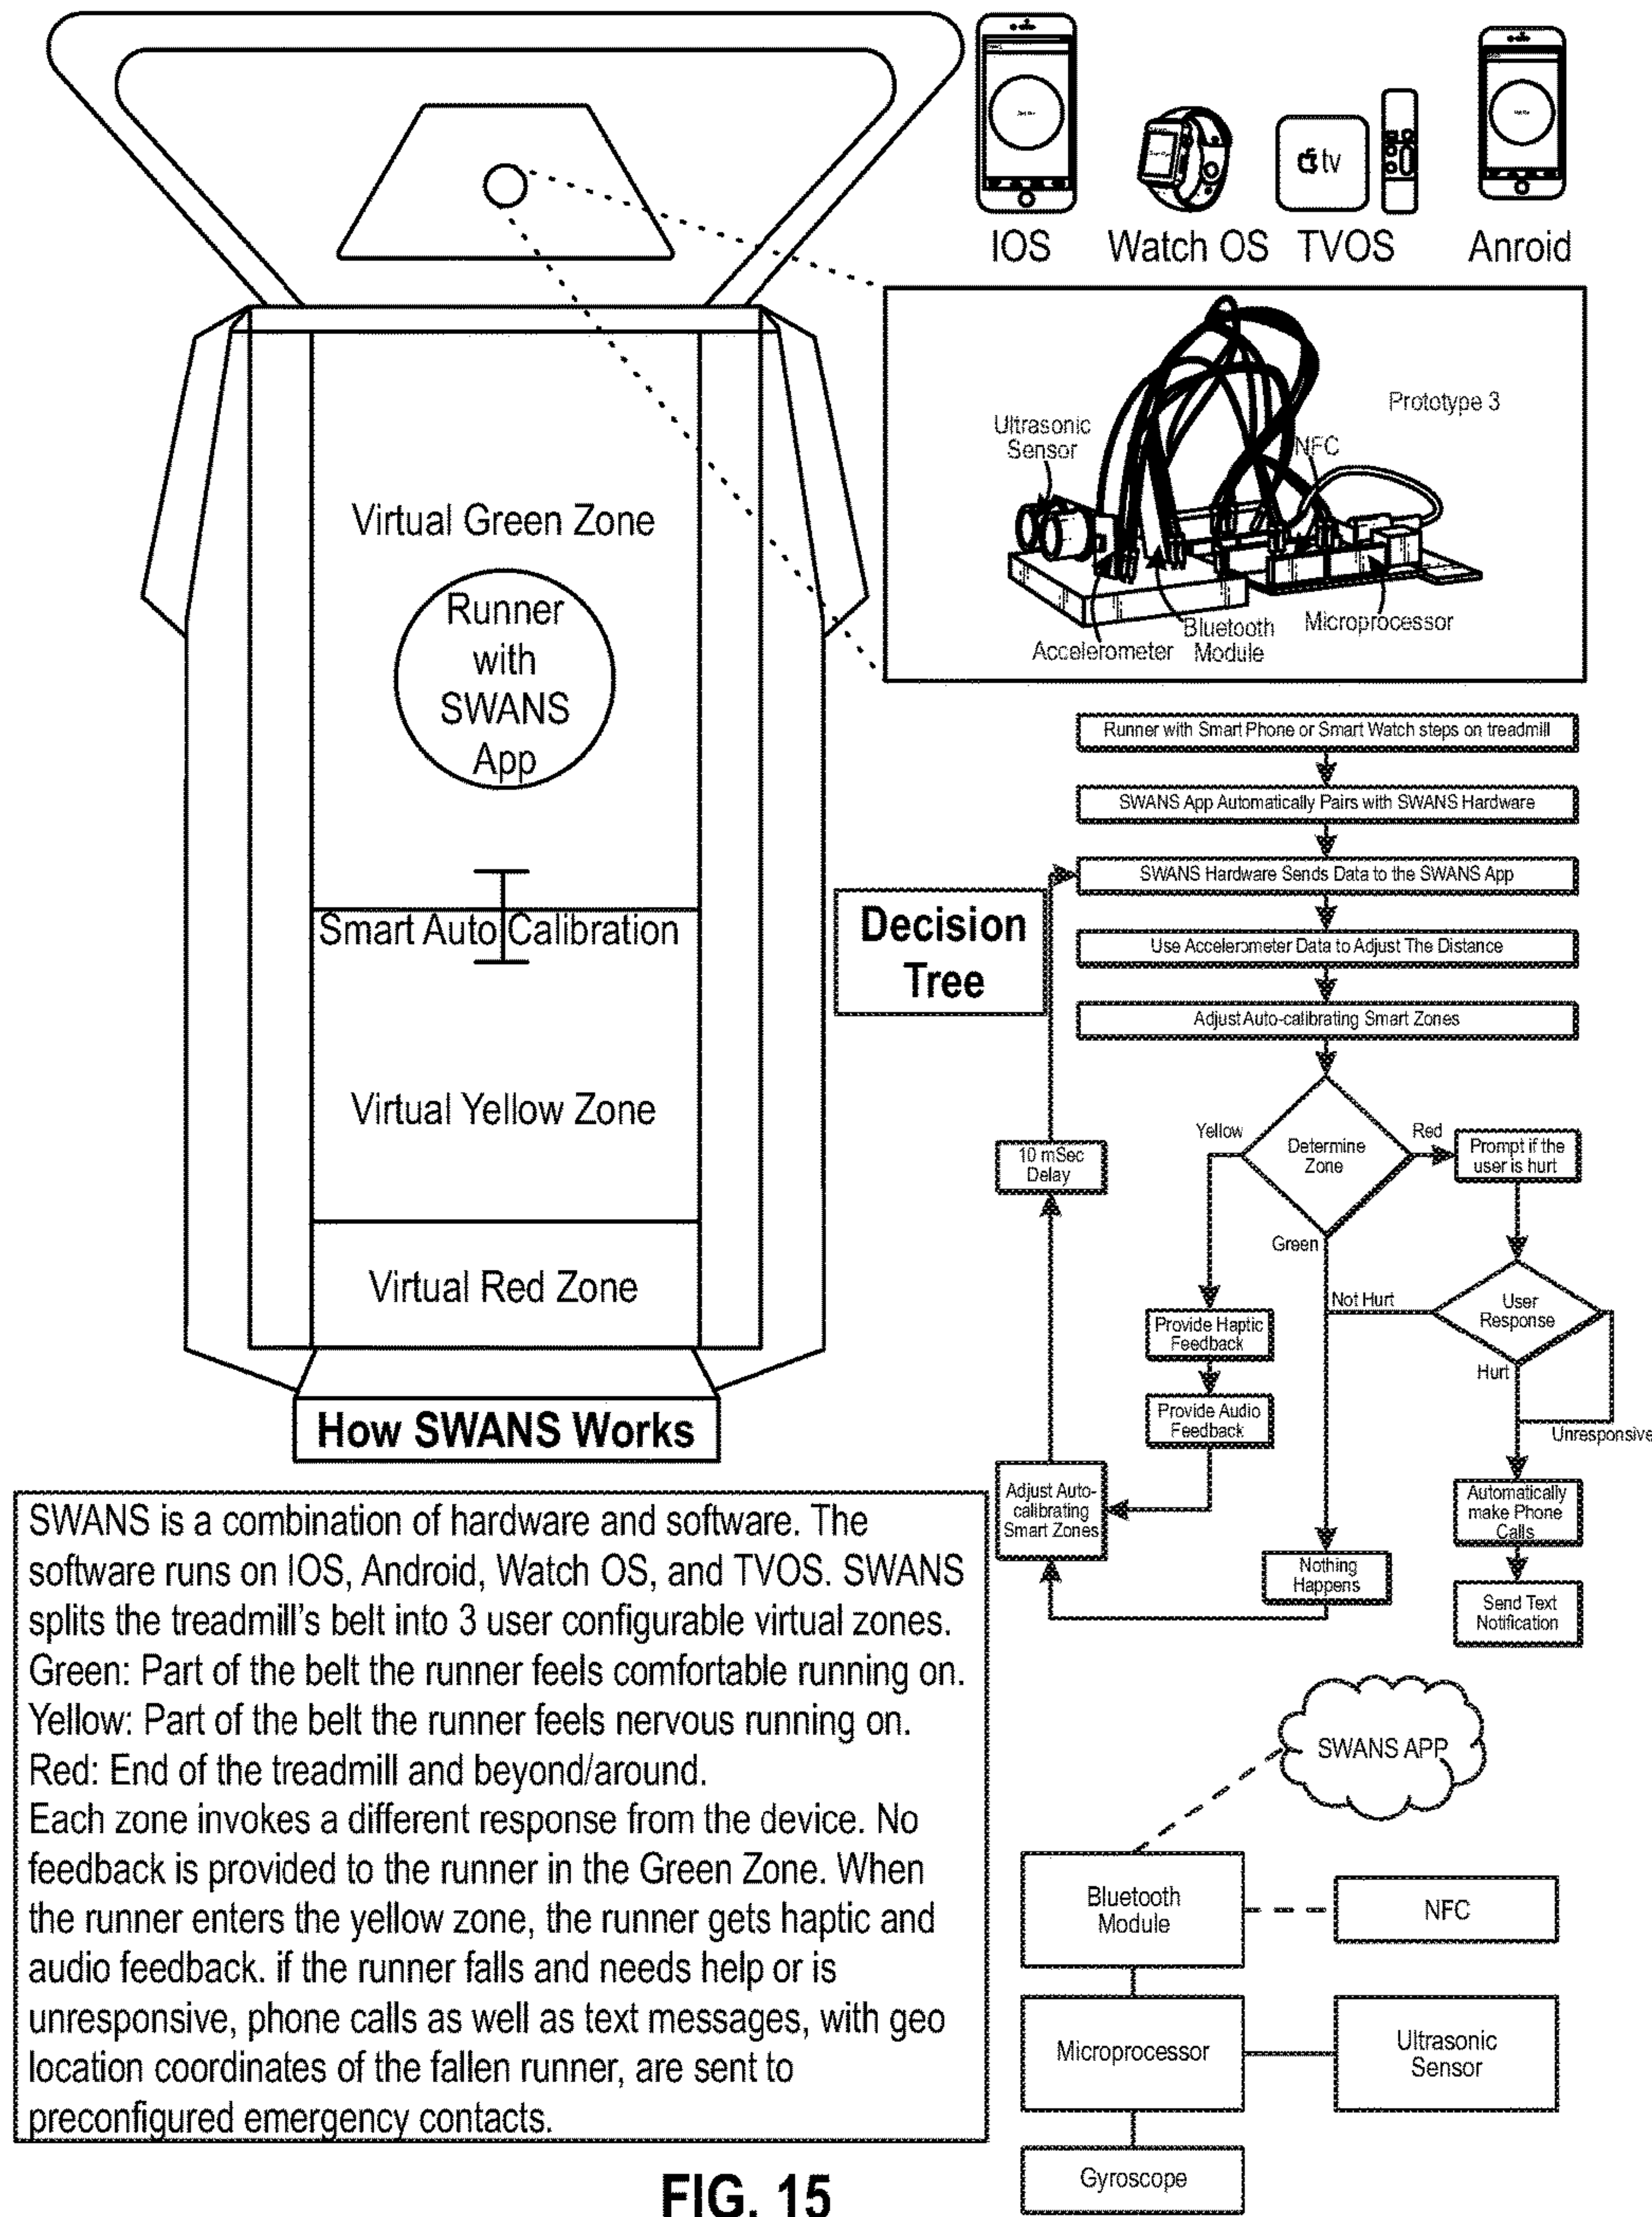 tv
IOS
Watch OS
TVOS
Anroid
Prototype 3
Ultrasonic
Sensor
NFC
Accelerometer
Bluetooth
Module
Microprocessor
Virtual Green Zone
Runner
with
SWANS
App
Smart Auto Calibration
Virtual Yellow Zone
Virtual Red Zone
How SWANS Works
Decision
Tree
Runner with Smart Phone or Smart Watch steps on treadmill
SWANS App Automatically Pairs with SWANS Hardware
SWANS Hardware Sends Data to the SWANS App
Use Accelerometer Data to Adjust The Distance
Adjust Auto-calibrating Smart Zones
Determine
Zone
Yellow
Red
Green
Prompt if the
user is hurt
User
Response
Not Hurt
Hurt
Unresponsive
10 mSec
Delay
Provide Haptic
Feedback
Provide Audio
Feedback
Adjust Auto-
calibrating
Smart Zones
Nothing
Happens
Automatically
make Phone
Calls
Send Text
Notification
SWANS is a combination of hardware and software. The
software runs on IOS, Android, Watch OS, and TVOS. SWANS
splits the treadmill's belt into 3 user configurable virtual zones.
Green: Part of the belt the runner feels comfortable running on.
Yellow: Part of the belt the runner feels nervous running on.
Red: End of the treadmill and beyond/around.
Each zone invokes a different response from the device. No
feedback is provided to the runner in the Green Zone. When
the runner enters the yellow zone, the runner gets haptic and
audio feedback. if the runner falls and needs help or is
unresponsive, phone calls as well as text messages, with geo
location coordinates of the fallen runner, are sent to
preconfigured emergency contacts.
SWANS APP
Bluetooth
Module
NFC
Microprocessor
Ultrasonic
Sensor
Gyroscope
FIG. 15